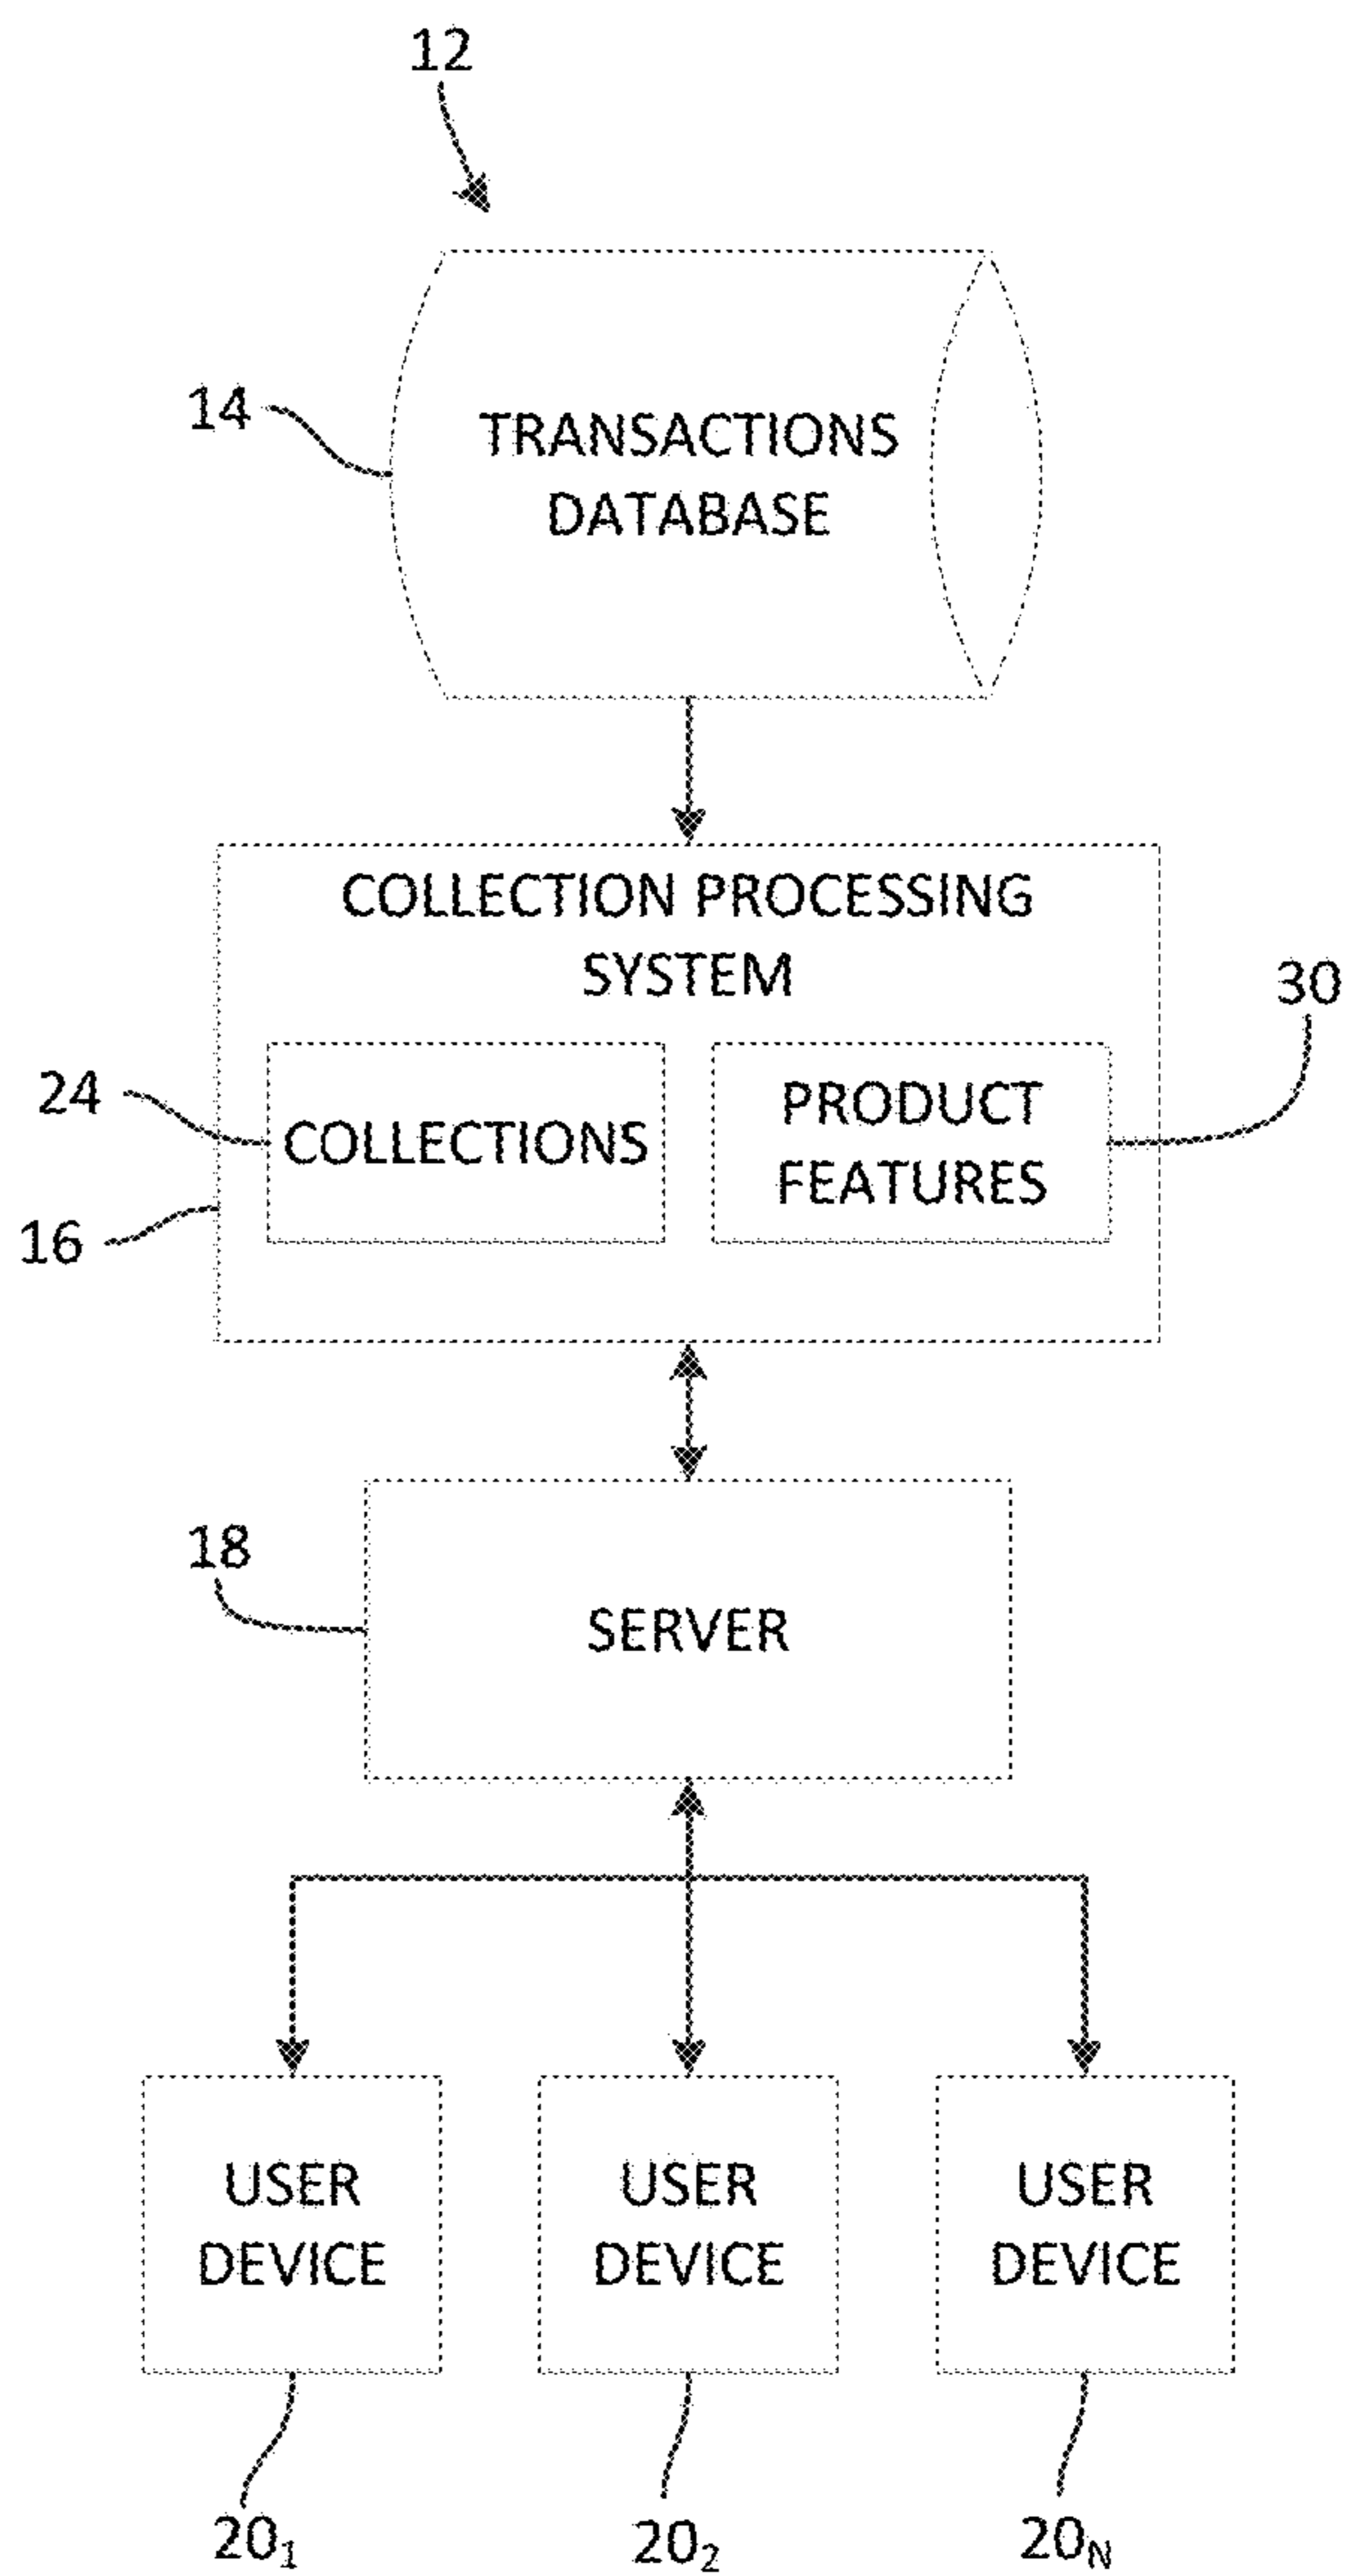 12
14
TRANSACTIONS
DATABASE
COLLECTION PROCESSING
SYSTEM
30
24
COLLECTIONS
PRODUCT
FEATURES
16
18
SERVER
USER
DEVICE
USER
DEVICE
USER
DEVICE
20₁
20₂
20N